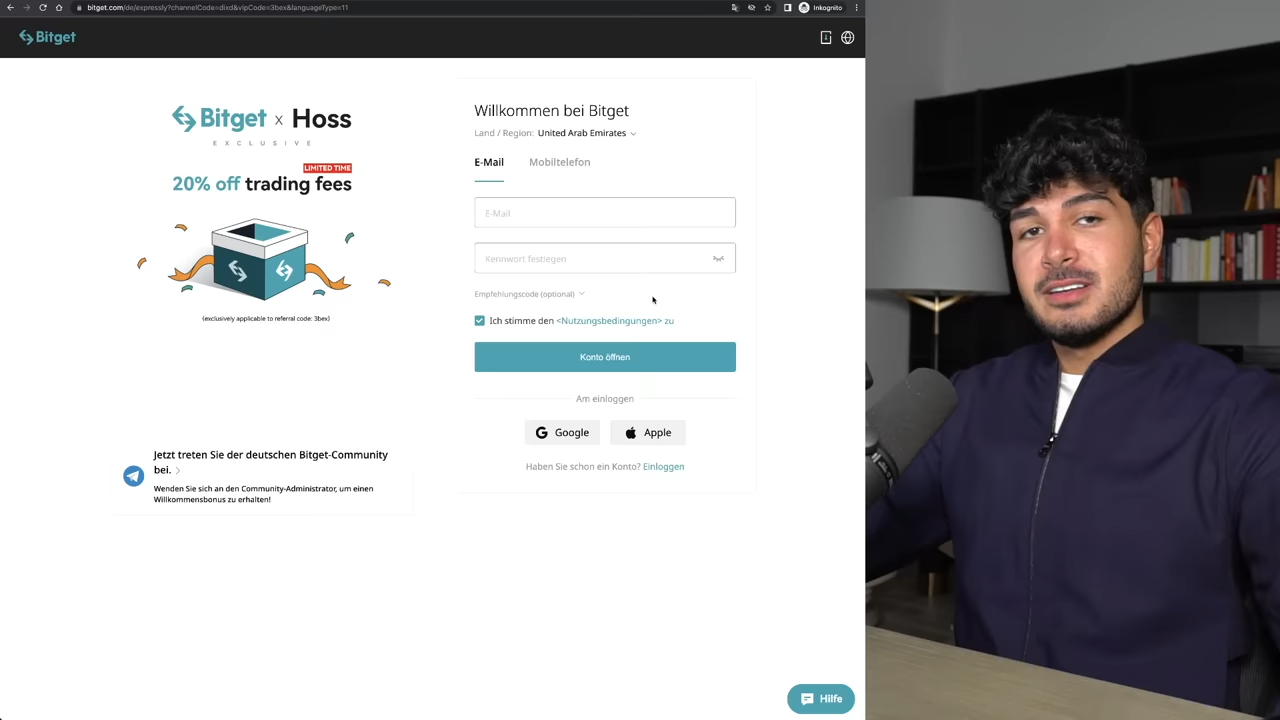 bitget.com/de/expressly?channelCode=dixd&vipCode=3bex&languageType=11
Inkognito
Bitget
Bitget x Hoss
EXCLUSIVE
LIMITED TIME
20% off trading fees
(exclusively applicable to referral code: 3bex)
Jetzt treten Sie der deutschen Bitget-Community
bei.
Wenden Sie sich an den Community-Administrator, um einen
Willkommensbonus zu erhalten!
Willkommen bei Bitget
Land / Region: United Arab Emirates
E-Mail Mobiltelefon
E-Mail
Kennwort festlegen
Empfehlungscode (optional)
Ich stimme den <Nutzungsbedingungen> zu
Konto öffnen
Am einloggen
Google Apple
Haben Sie schon ein Konto? Einloggen
Hilfe